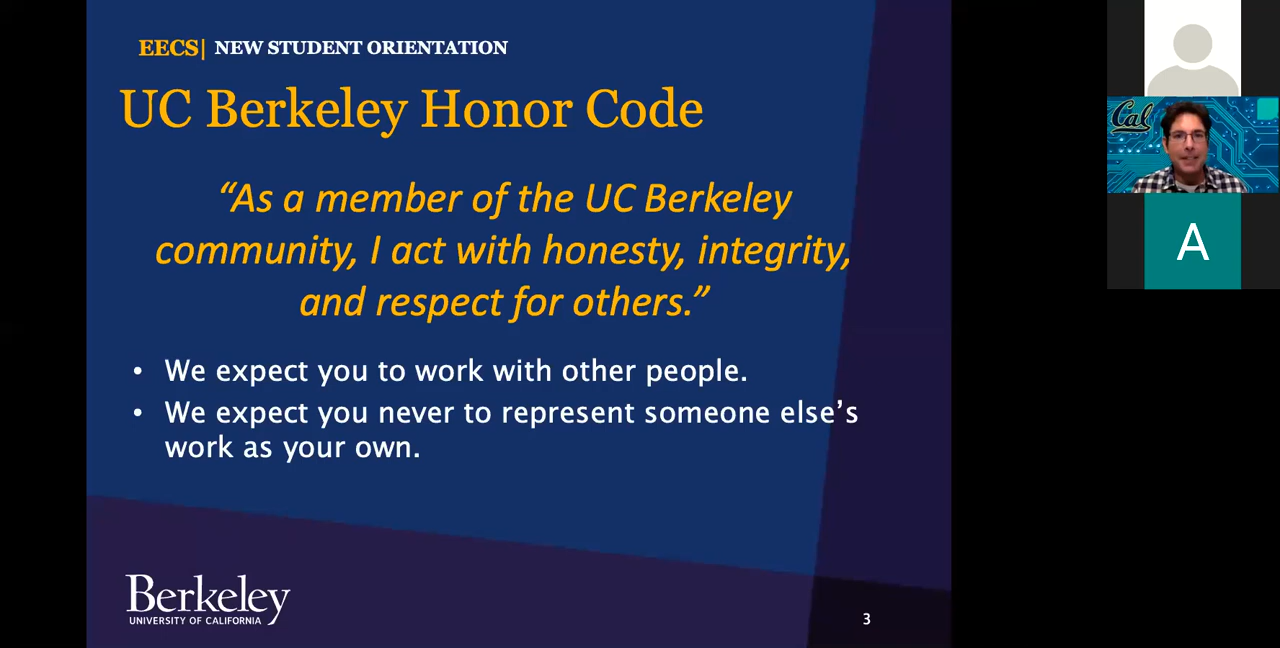 EECS| NEW STUDENT ORIENTATION
UC Berkeley Honor Code
“As a member of the UC Berkeley
community, I act with honesty, integrity,
and respect for others.”
• We expect you to work with other people.
• We expect you never to represent someone else’s
work as your own.
Berkeley
UNIVERSITY OF CALIFORNIA
3
Cal
A